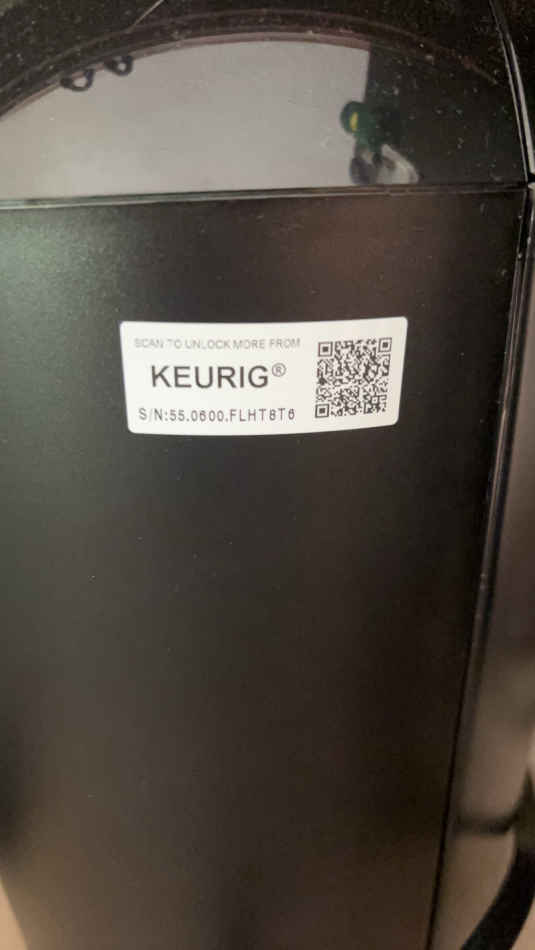 SCAN TO UNLOCK MORE FROM
KEURIG®
S/N:55.0600.FLHT8T6